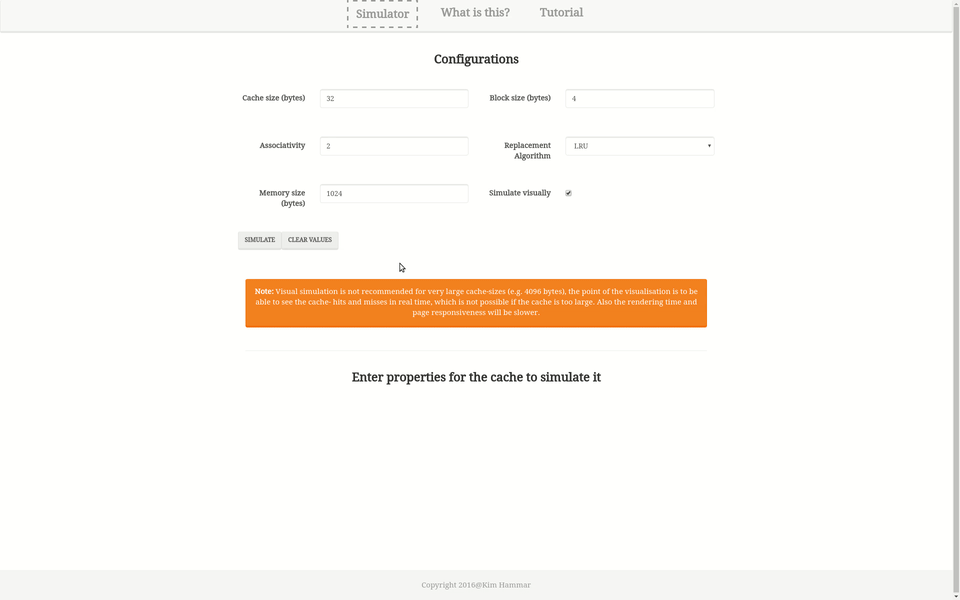 Simulator What is this? Tutorial
Configurations
Cache size (bytes) 32 Block size (bytes) 4
Associativity 2 Replacement Algorithm LRU
Memory size (bytes) 1024 Simulate visually
SIMULATE CLEAR VALUES
Note: Visual simulation is not recommended for very large cache-sizes (e.g. 4096 bytes), the point of the visualisation is to be
able to see the cache- hits and misses in real time, which is not possible if the cache is too large. Also the rendering time and
page responsiveness will be slower.
Enter properties for the cache to simulate it
Copyright 2016@Kim Hammar